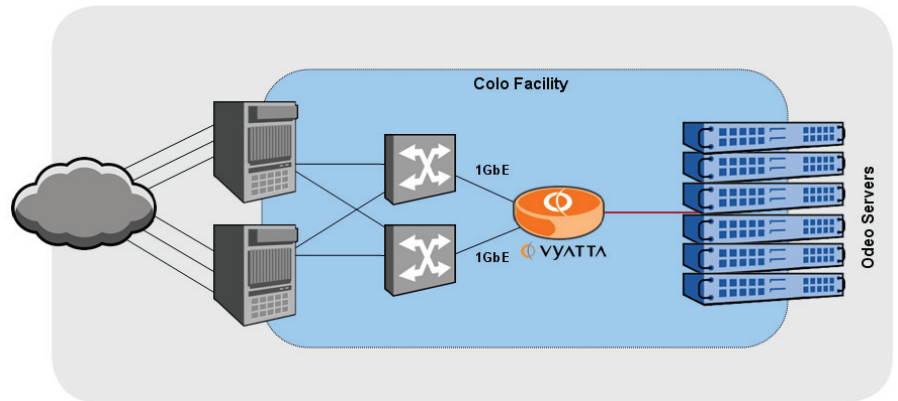 Colo Facility
1GbE
VYATTA
1GbE
Odeo Servers